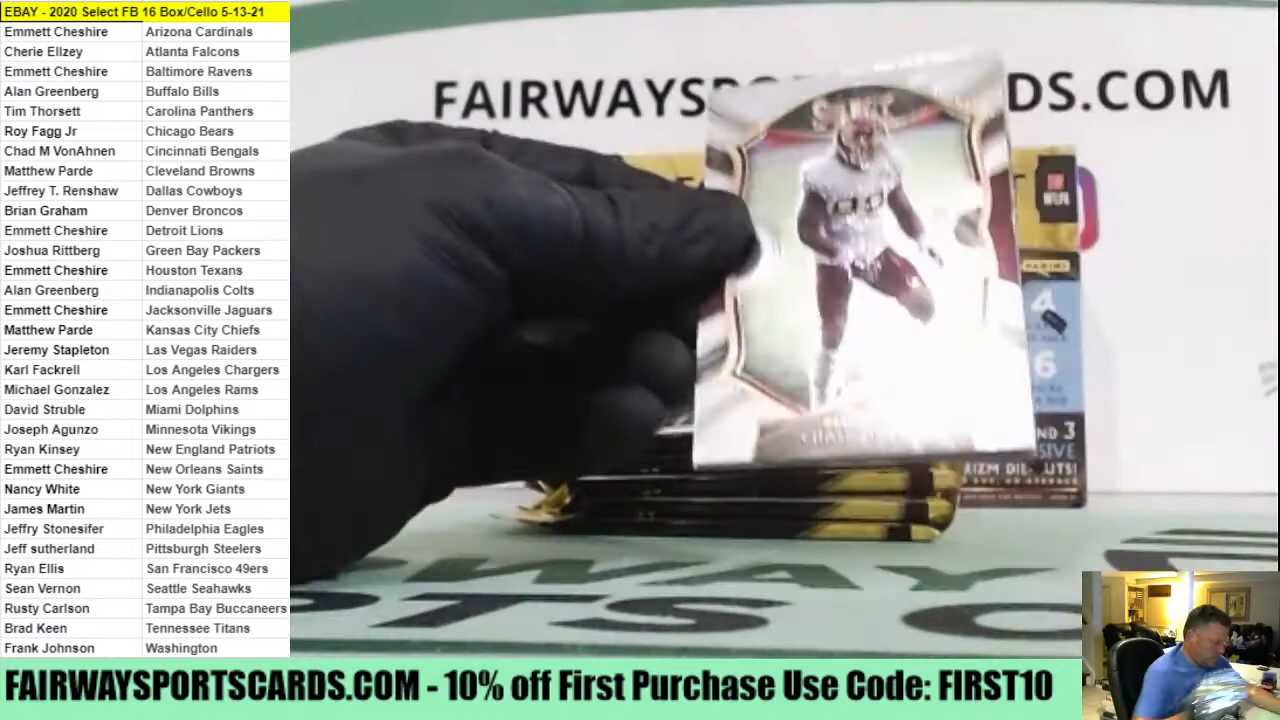 EBAY - 2020 Select FB 16 Box/Cello 5-13-21
Emmett Cheshire Arizona Cardinals
Cherie Ellzey Atlanta Falcons
Emmett Cheshire Baltimore Ravens
Alan Greenberg Buffalo Bills
Tim Thorsett Carolina Panthers
Roy Fagg Jr Chicago Bears
Chad M VonAhnen Cincinnati Bengals
Matthew Parde Cleveland Browns
Jeffrey T. Renshaw Dallas Cowboys
Brian Graham Denver Broncos
Emmett Cheshire Detroit Lions
Joshua Rittberg Green Bay Packers
Emmett Cheshire Houston Texans
Alan Greenberg Indianapolis Colts
Emmett Cheshire Jacksonville Jaguars
Matthew Parde Kansas City Chiefs
Jeremy Stapleton Las Vegas Raiders
Karl Fackrell Los Angeles Chargers
Michael Gonzalez Los Angeles Rams
David Struble Miami Dolphins
Joseph Agunzo Minnesota Vikings
Ryan Kinsey New England Patriots
Emmett Cheshire New Orleans Saints
Nancy White New York Giants
James Martin New York Jets
Jeffry Stonesifer Philadelphia Eagles
Jeff sutherland Pittsburgh Steelers
Ryan Ellis San Francisco 49ers
Sean Vernon Seattle Seahawks
Rusty Carlson Tampa Bay Buccaneers
Brad Keen Tennessee Titans
Frank Johnson Washington
FAIRWAYSP DS.COM
PANINI
4
6
ND 3
SIVE
FAIRWAYSPORTSCARDS.COM - 10% off First Purchase Use Code: FIRST10